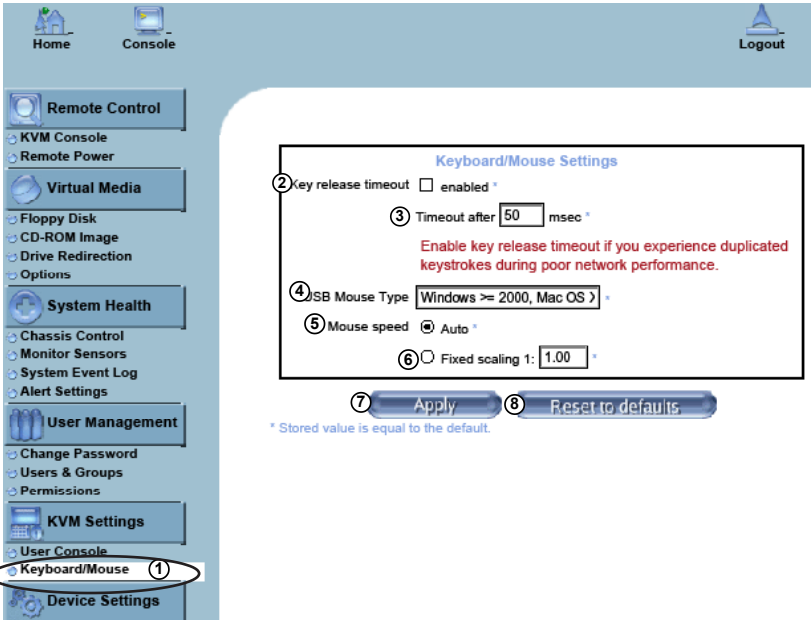 Home
Console
Logout
Remote Control
KVM Console
Remote Power
Virtual Media
Floppy Disk
CD-ROM Image
Drive Redirection
Options
System Health
Chassis Control
Monitor Sensors
System Event Log
Alert Settings
User Management
Change Password
Users & Groups
Permissions
KVM Settings
User Console
Keyboard/Mouse 1
Device Settings
Keyboard/Mouse Settings
2 Key release timeout enabled *
3 Timeout after 50 msec *
Enable key release timeout if you experience duplicated
keystrokes during poor network performance.
4 USB Mouse Type Windows >= 2000, Mac OS X *
5 Mouse speed Auto *
6 Fixed scaling 1: 1.00 *
7 Apply 8 Reset to defaults
* Stored value is equal to the default.